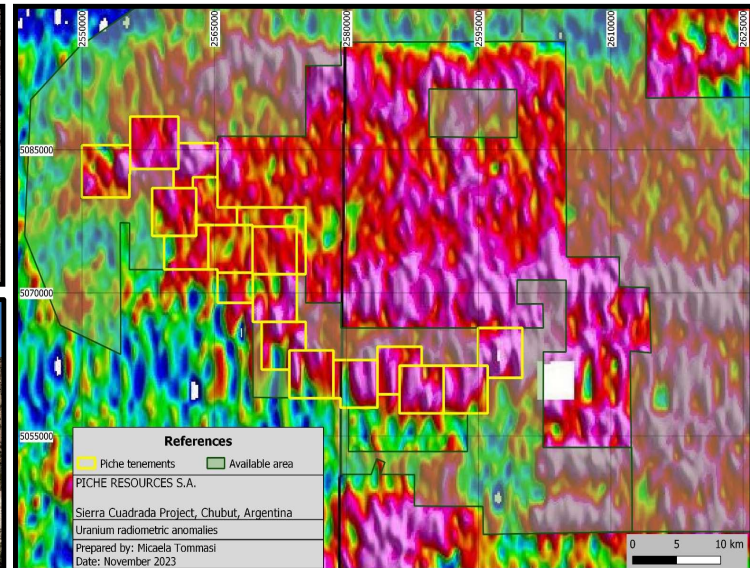 2550000
2565000
2580000
2595000
2610000
2625000
5085000
5070000
5055000
References
Piche tenements
Available area
PICHE RESOURCES S.A.
Sierra Cuadrada Project, Chubut, Argentina
Uranium radiometric anomalies
Prepared by: Micaela Tommasi
Date: November 2023
0 5 10 km